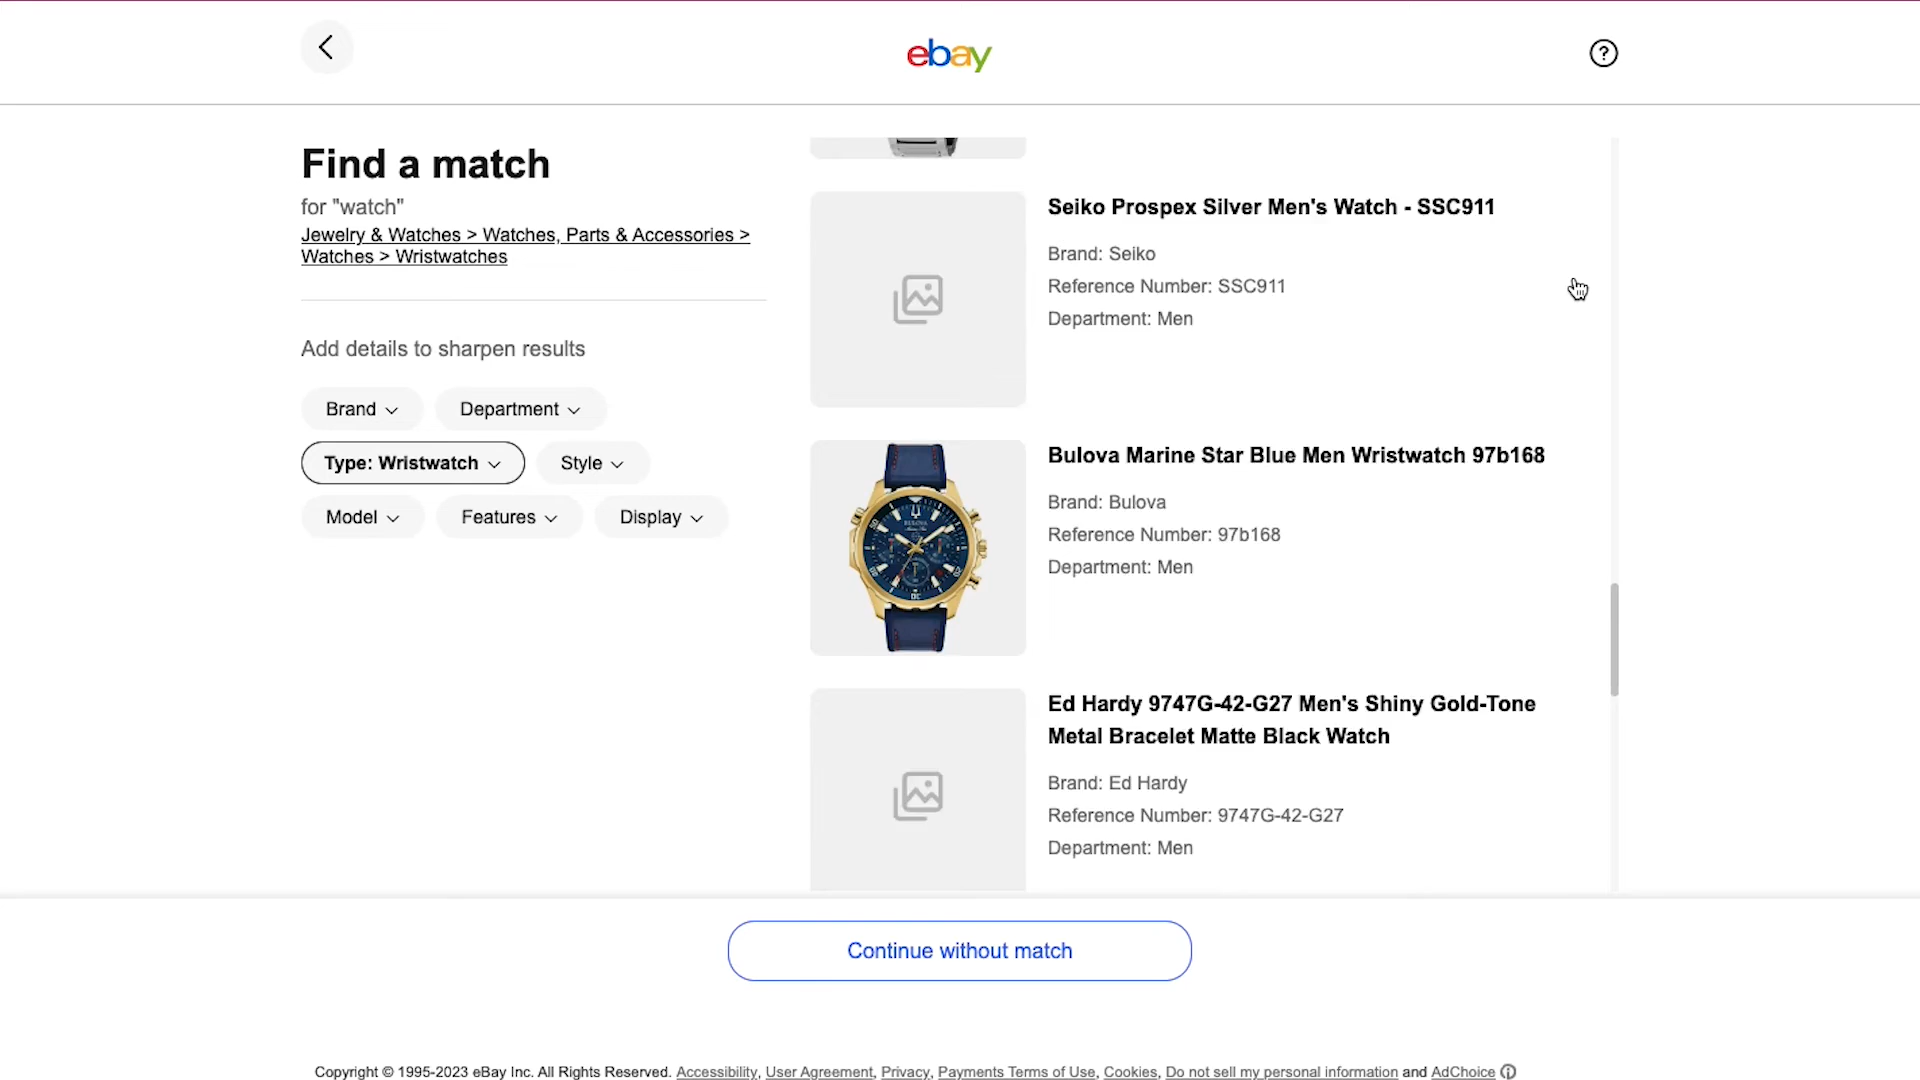 ebay
Find a match
for "watch"
Jewelry & Watches > Watches, Parts & Accessories >
Watches > Wristwatches
Add details to sharpen results
Brand
Department
Type: Wristwatch
Style
Model
Features
Display
Seiko Prospex Silver Men's Watch - SSC911
Brand: Seiko
Reference Number: SSC911
Department: Men
Bulova Marine Star Blue Men Wristwatch 97b168
Brand: Bulova
Reference Number: 97b168
Department: Men
Ed Hardy 9747G-42-G27 Men's Shiny Gold-Tone
Metal Bracelet Matte Black Watch
Brand: Ed Hardy
Reference Number: 9747G-42-G27
Department: Men
Continue without match
Copyright © 1995-2023 eBay Inc. All Rights Reserved. Accessibility, User Agreement, Privacy, Payments Terms of Use, Cookies, Do not sell my personal information and AdChoice